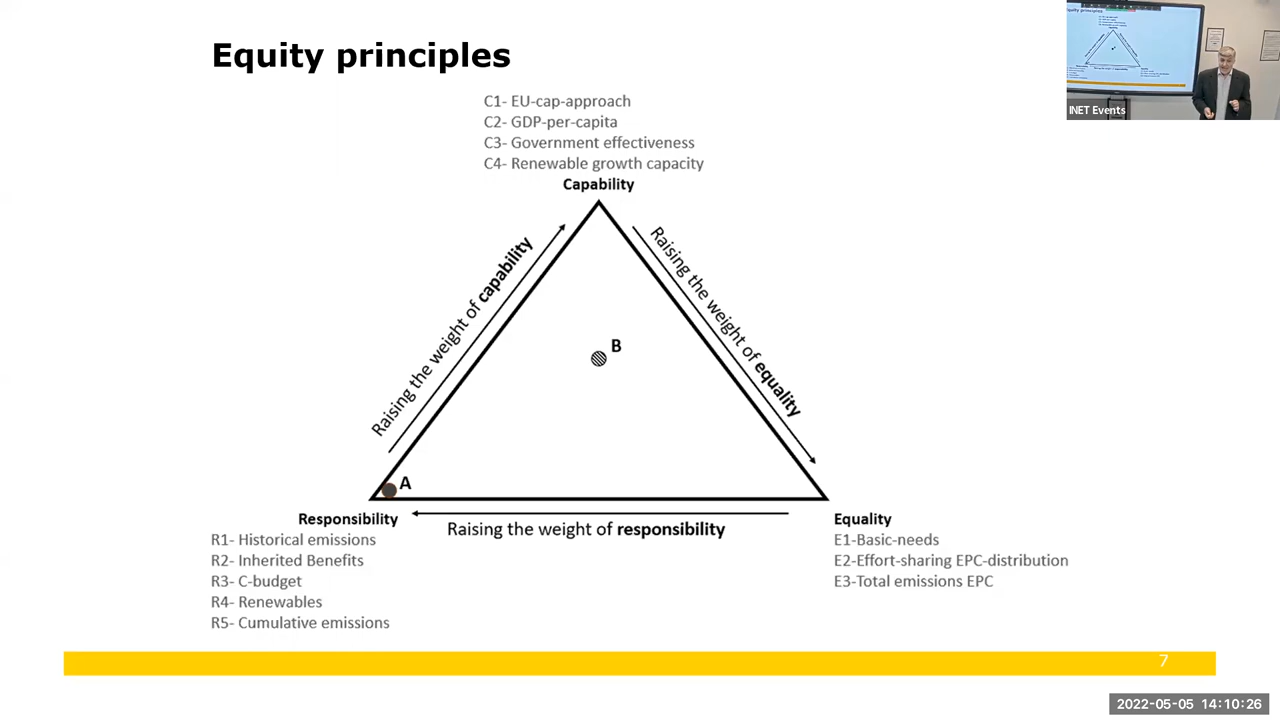 Equity principles
C1- EU-cap-approach
C2- GDP-per-capita
C3- Government effectiveness
C4- Renewable growth capacity
Capability
Raising the weight of capability
Raising the weight of equality
B
A
Raising the weight of responsibility
Responsibility
R1- Historical emissions
R2- Inherited Benefits
R3- C-budget
R4- Renewables
R5- Cumulative emissions
Equality
E1-Basic-needs
E2-Effort-sharing EPC-distribution
E3-Total emissions EPC
7
INET Events
2022-05-05 14:10:26